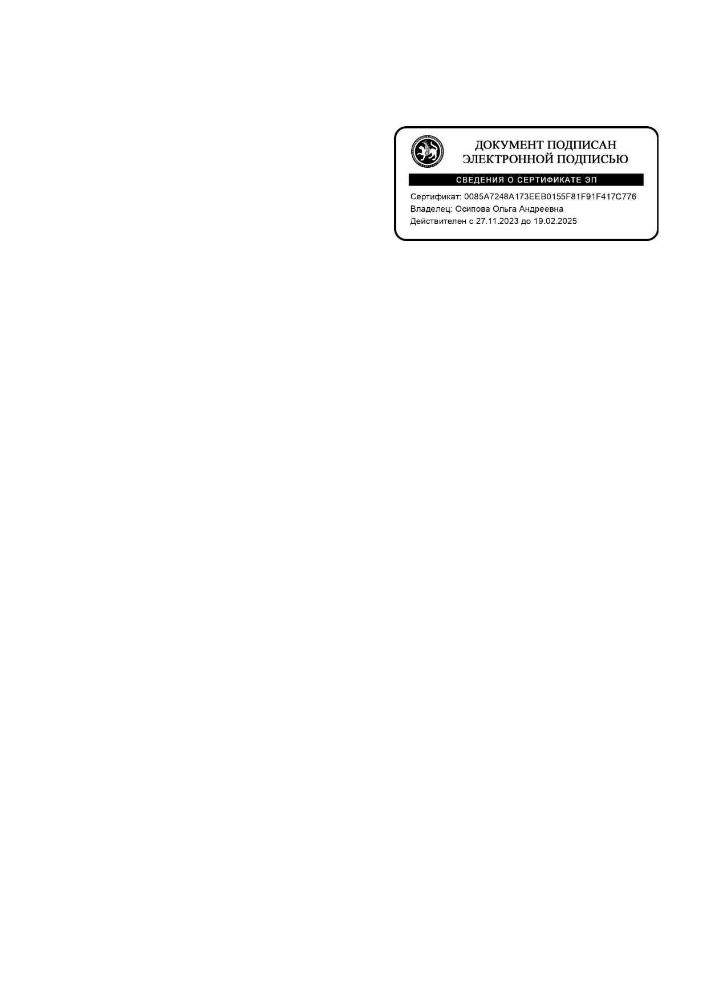 ДОКУМЕНТ ПОДПИСАН
ЭЛЕКТРОННОЙ ПОДПИСЬЮ
СВЕДЕНИЯ О СЕРТИФИКАТЕ ЭП
Сертификат: 0085A7248A173EEB0155F81F91F417C776
Владелец: Осипова Ольга Андреевна
Действителен с 27.11.2023 до 19.02.2025